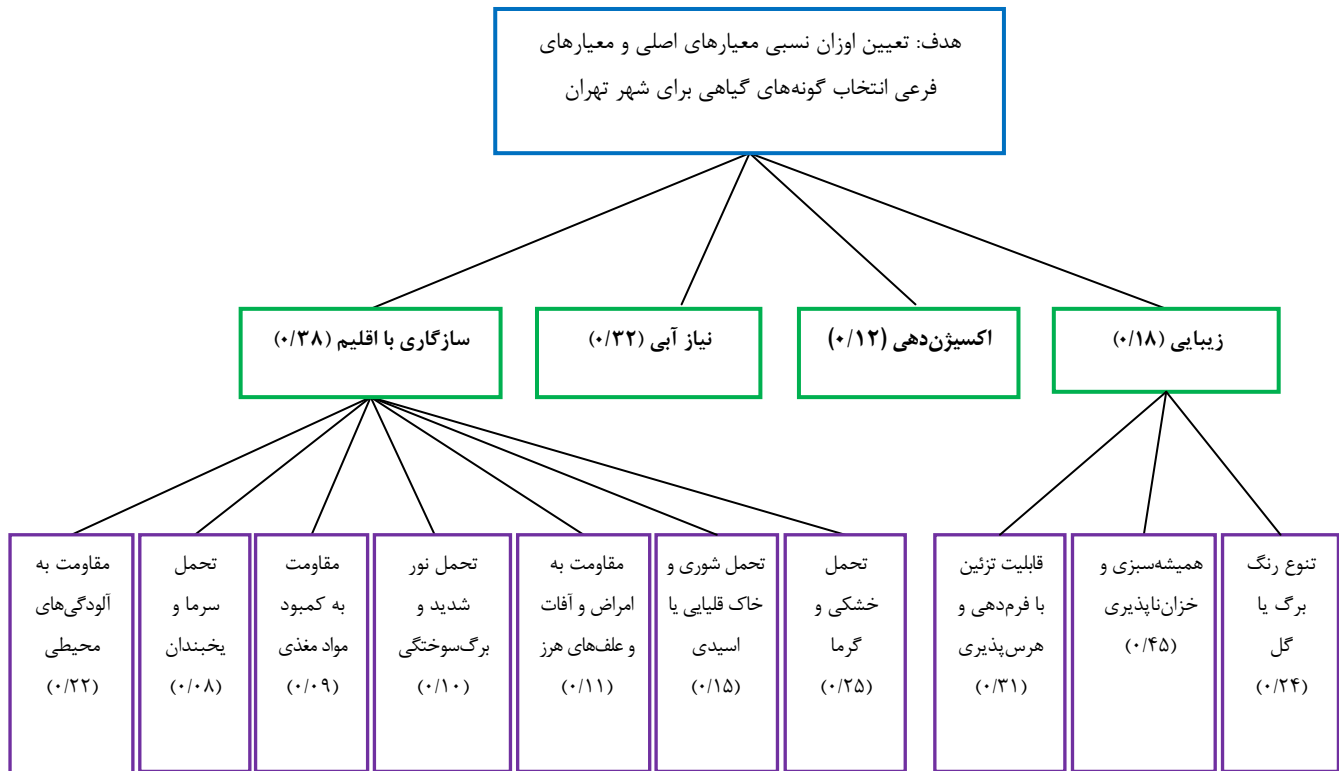 هدف: تعیین اوزان نسبی معیارهای اصلی و معیارهای
فرعی انتخاب گونه‌های گیاهی برای شهر تهران
زیبایی (۰/۱۸)
اکسیژن‌دهی (۰/۱۲)
نیاز آبی (۰/۳۲)
سازگاری با اقلیم (۰/۳۸)
تنوع رنگ
برگ یا
گل
(۰/۲۴)
همیشه‌سبزی و
خزان‌ناپذیری
(۰/۴۵)
قابلیت تزئین
با فرم‌دهی و
هرس‌پذیری
(۰/۳۱)
تحمل
خشکی و
گرما
(۰/۲۵)
تحمل شوری و
خاک قلیایی یا
اسیدی
(۰/۱۵)
مقاومت به
امراض و آفات
و علف‌های هرز
(۰/۱۱)
تحمل نور
شدید و
برگ‌سوختگی
(۰/۱۰)
مقاومت
به کمبود
مواد مغذی
(۰/۰۹)
تحمل
سرما و
یخبندان
(۰/۰۸)
مقاومت به
آلودگی‌های
محیطی
(۰/۲۲)